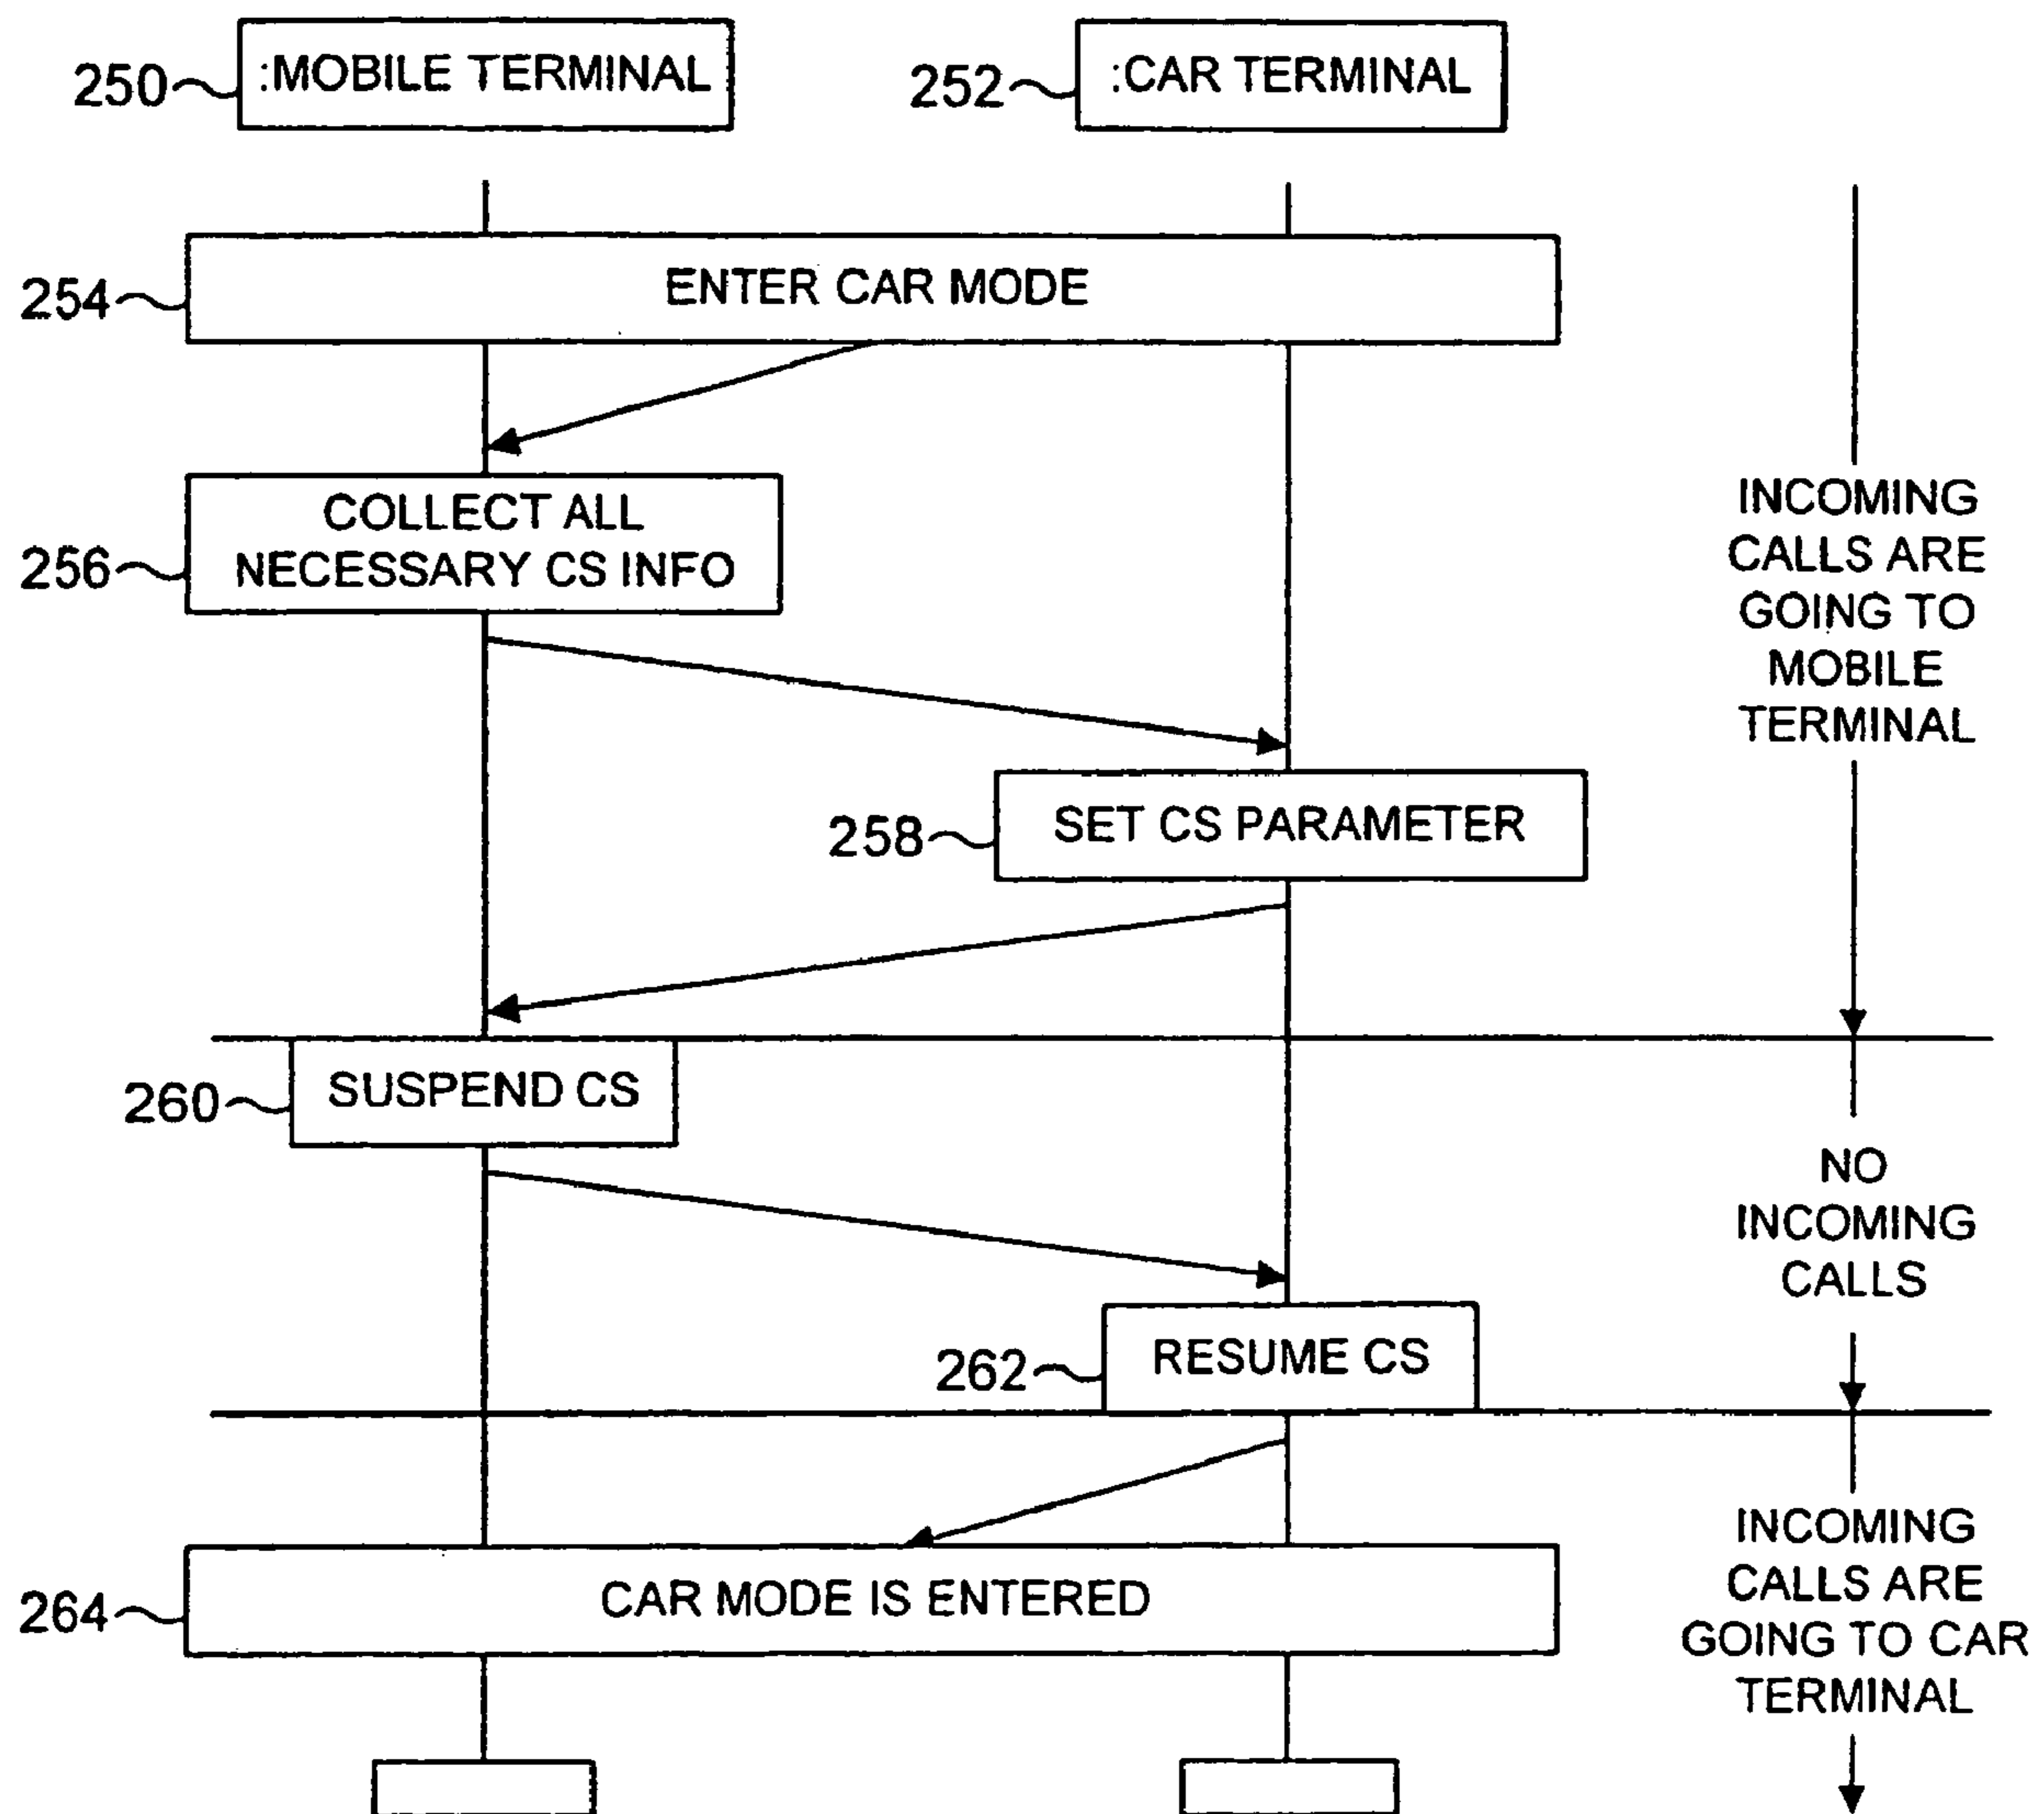 250
:MOBILE TERMINAL
252
:CAR TERMINAL
254
ENTER CAR MODE
256
COLLECT ALL
NECESSARY CS INFO
INCOMING
CALLS ARE
GOING TO
MOBILE
TERMINAL
258
SET CS PARAMETER
260
SUSPEND CS
NO
INCOMING
CALLS
262
RESUME CS
264
CAR MODE IS ENTERED
INCOMING
CALLS ARE
GOING TO CAR
TERMINAL